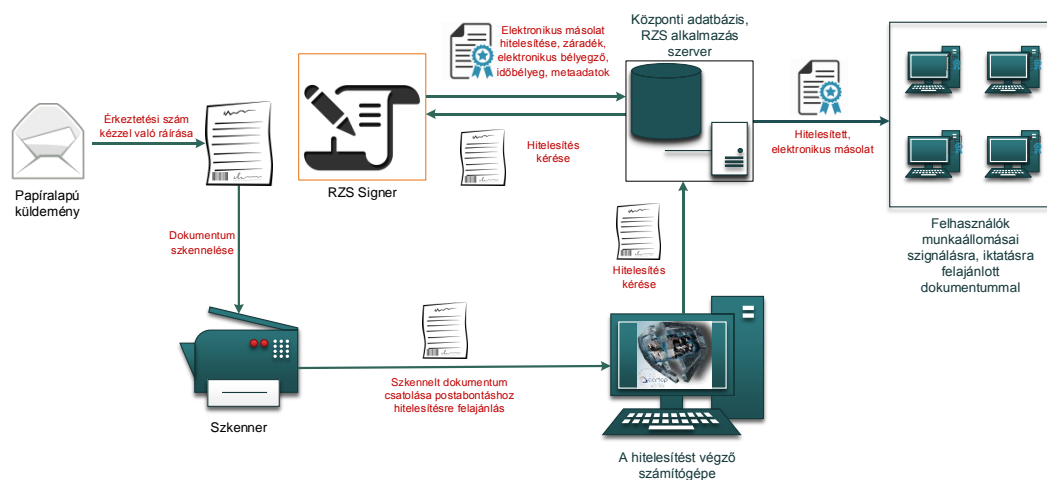 Központi adatbázis,
RZS alkalmazás
szerver
Elektronikus másolat
hitelesítése, záradék,
elektronikus bélyegző,
időbélyeg, metaadatok
Érkeztetési szám
kézzel való ráírása
Hitelesítés
kérése
Hitelesített,
elektronikus másolat
Papíralapú
küldemény
RZS Signer
Felhasználók
munkaállomásai
szignálásra, iktatásra
felajánlott
dokumentummal
Dokumentum
szkennelése
Hitelesítés
kérése
Szkennelt dokumentum
csatolása postabontáshoz
hitelesítésre felajánlás
Szkenner
A hitelesítést végző
számítógépe